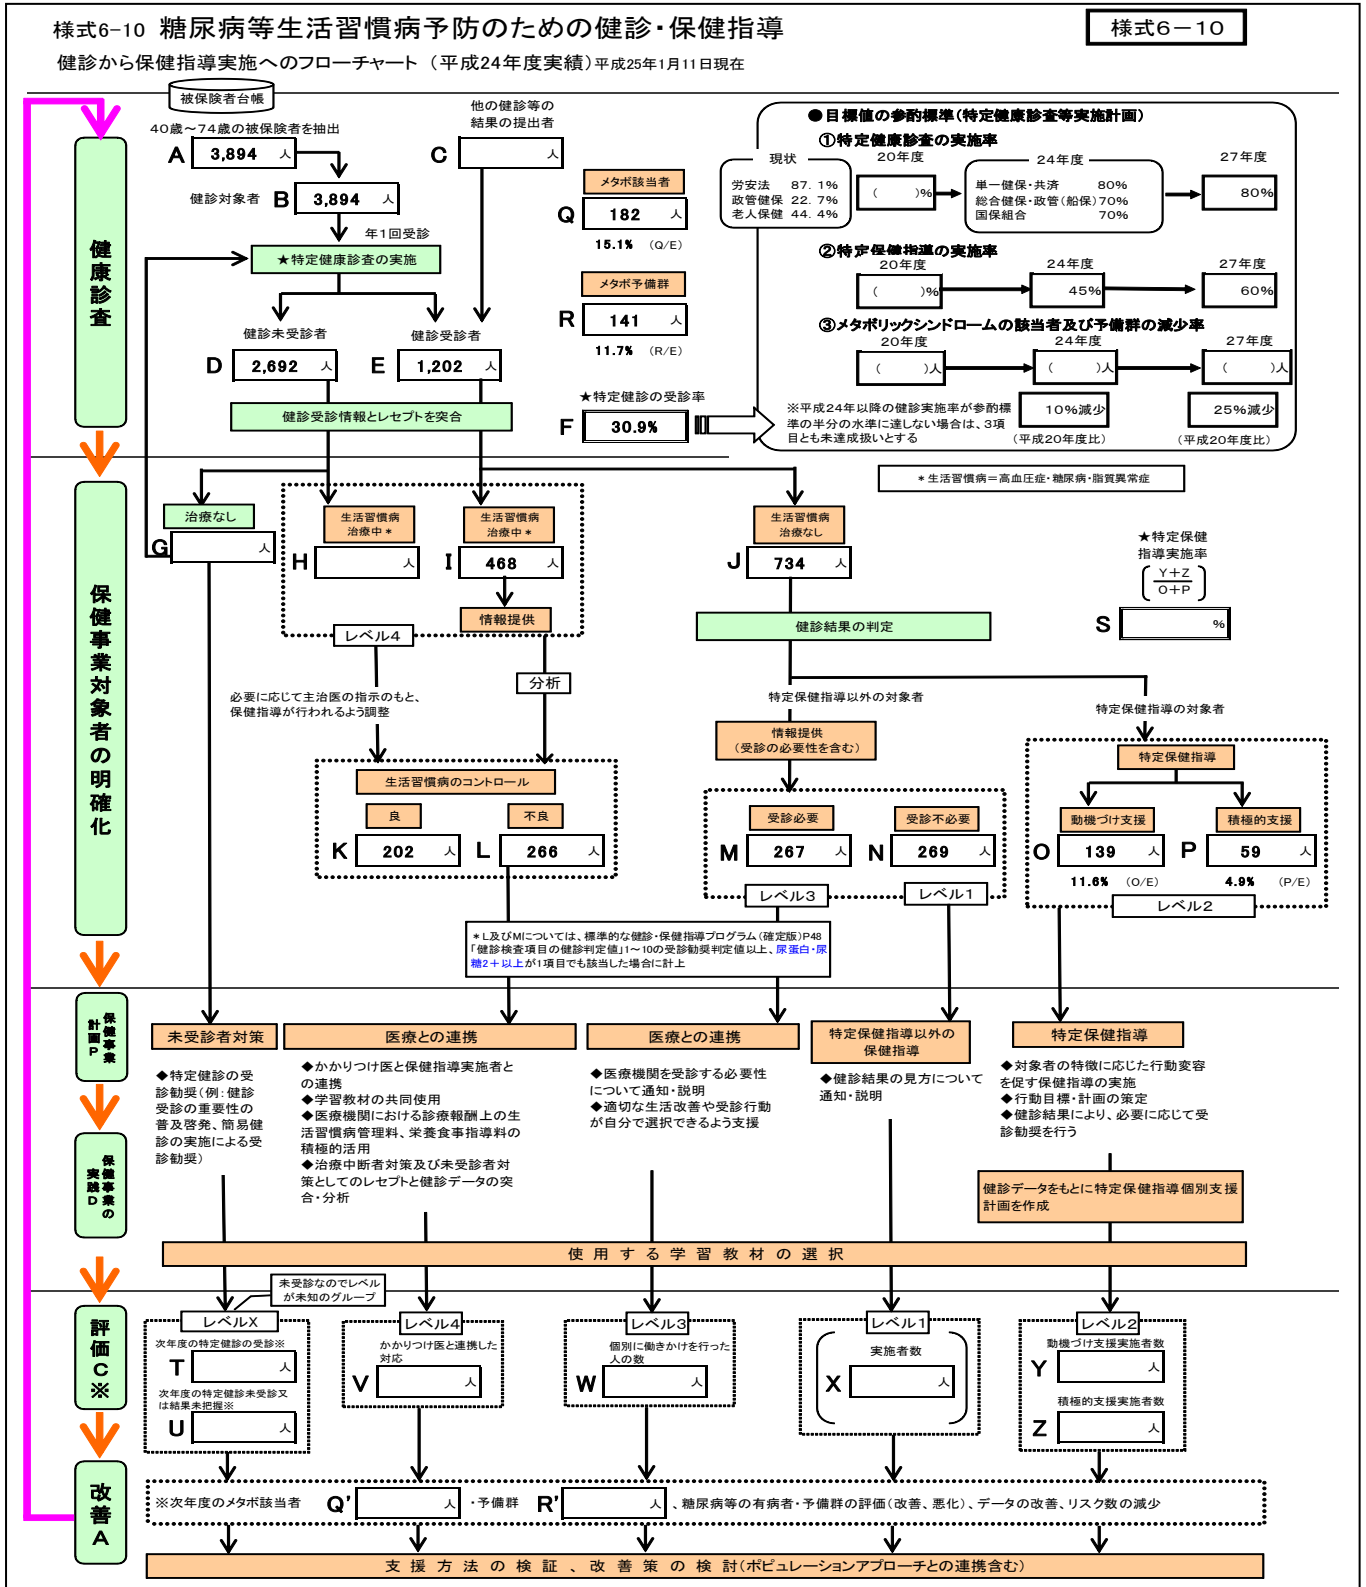 様式6-10 糖尿病等生活習慣病予防のための健診・保健指導
様式6－10
健診から保健指導実施へのフローチャート （平成24年度実績）平成25年1月11日現在
被保険者台帳
40歳～74歳の被保険者を抽出
A 3,894 人
他の健診等の
結果の提出者
C 人
健診対象者 B 3,894 人
年1回受診
★特定健康診査の実施
健診未受診者
D 2,692 人
健診受診者
E 1,202 人
健診受診情報とレセプトを突合
メタボ該当者
Q 182 人
15.1% (Q/E)
メタボ予備群
R 141 人
11.7% (R/E)
★特定健診の受診率
F 30.9%
●目標値の参酌標準（特定健康診査等実施計画）
①特定健康診査の実施率
現状
労安法 87.1%
政管健保 22.7%
老人保健 44.4%
20年度
( )%
24年度
単一健保・共済 80%
総合健保・政管（船保）70%
国保組合 70%
27年度
80%
②特定保健指導の実施率
20年度 24年度 27年度
( )% 45% 60%
③メタボリックシンドロームの該当者及び予備群の減少率
20年度 24年度 27年度
( )人 ( )人 ( )人
10%減少 25%減少
(平成20年度比) (平成20年度比)
※平成24年以降の健診実施率が参酌標
準の半分の水準に達しない場合は、3項
目とも未達成扱いとする
健康診査
＊生活習慣病＝高血圧症・糖尿病・脂質異常症
治療なし
G 人
生活習慣病
治療中＊
H 人
生活習慣病
治療中＊
I 468 人
情報提供
レベル4
生活習慣病
治療なし
J 734 人
健診結果の判定
★特定保健
指導実施率
Y＋Z
O＋P
S %
分析
必要に応じて主治医の指示のもと、
保健指導が行われるよう調整
特定保健指導以外の対象者
特定保健指導の対象者
情報提供
（受診の必要性を含む）
生活習慣病のコントロール
良
K 202 人
不良
L 266 人
受診必要
M 267 人
受診不必要
N 269 人
レベル3
レベル1
特定保健指導
動機づけ支援
O 139 人
11.6% (O/E)
積極的支援
P 59 人
4.9% (P/E)
レベル2
＊L及びMについては、標準的な健診・保健指導プログラム（確定版）P48
「健診検査項目の健診判定値」1～10の受診勧奨判定値以上、尿蛋白・尿
糖2＋以上が1項目でも該当した場合に計上
保健事業対象者の明確化
保健事業
計画P
保健事業の
実践D
未受診者対策
◆特定健診の受
診勧奨（例：健診
受診の重要性の
普及啓発、簡易健
診の実施による受
診勧奨）
医療との連携
◆かかりつけ医と保健指導実施者と
の連携
◆学習教材の共同使用
◆医療機関における診療報酬上の生
活習慣病管理料、栄養食事指導料の
積極的活用
◆治療中断者対策及び未受診者対
策としてのレセプトと健診データの突
合・分析
医療との連携
◆医療機関を受診する必要性
について通知・説明
◆適切な生活改善や受診行動
が自分で選択できるよう支援
特定保健指導以外の
保健指導
◆健診結果の見方について
通知・説明
特定保健指導
◆対象者の特徴に応じた行動変容
を促す保健指導の実施
◆行動目標・計画の策定
◆健診結果により、必要に応じて受
診勧奨を行う
健診データをもとに特定保健指導個別支援
計画を作成
使用する学習教材の選択
未受診なのでレベル
が未知のグループ
レベルX
次年度の特定健診の受診※
T 人
次年度の特定健診未受診又
は結果未把握※
U 人
レベル4
かかりつけ医と連携した
対応
V 人
レベル3
個別に働きかけを行った
人の数
W 人
レベル1
実施者数
X 人
レベル2
動機づけ支援実施者数
Y 人
積極的支援実施者数
Z 人
評価C※
改善A
※次年度のメタボ該当者 Q' 人 ・予備群 R' 人 、糖尿病等の有病者・予備群の評価（改善、悪化）、データの改善、リスク数の減少
支援方法の検証、改善策の検討（ポピュレーションアプローチとの連携含む）